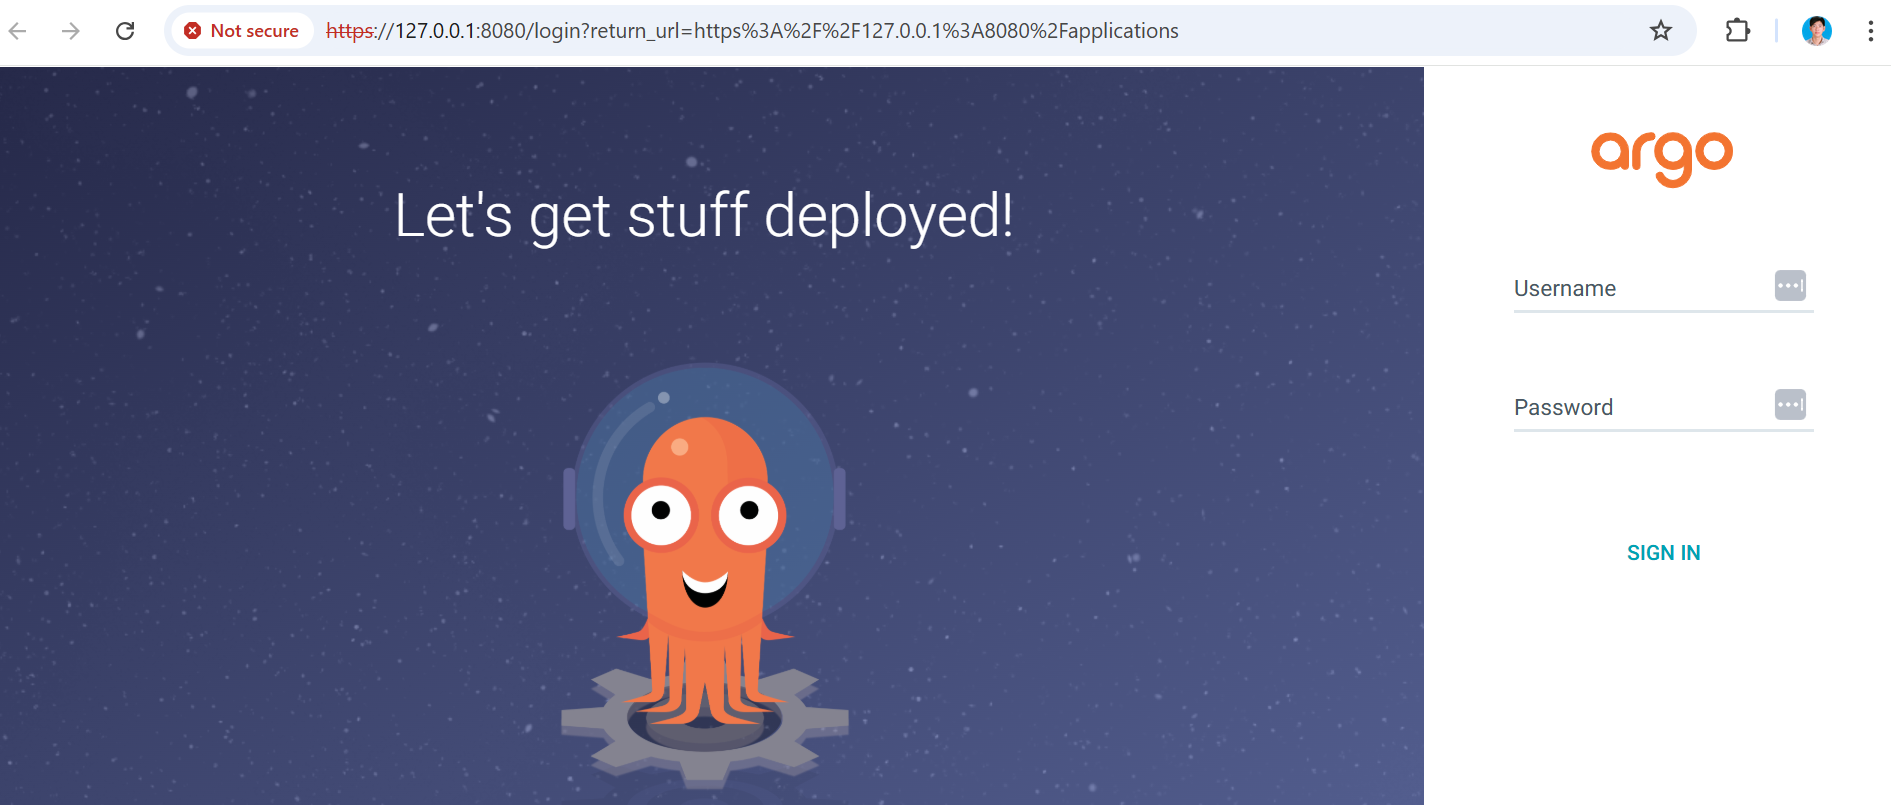 Not secure https://127.0.0.1:8080/login?return_url=https%3A%2F%2F127.0.0.1%3A8080%2Fapplications
Let's get stuff deployed!
argo
Username
Password
SIGN IN